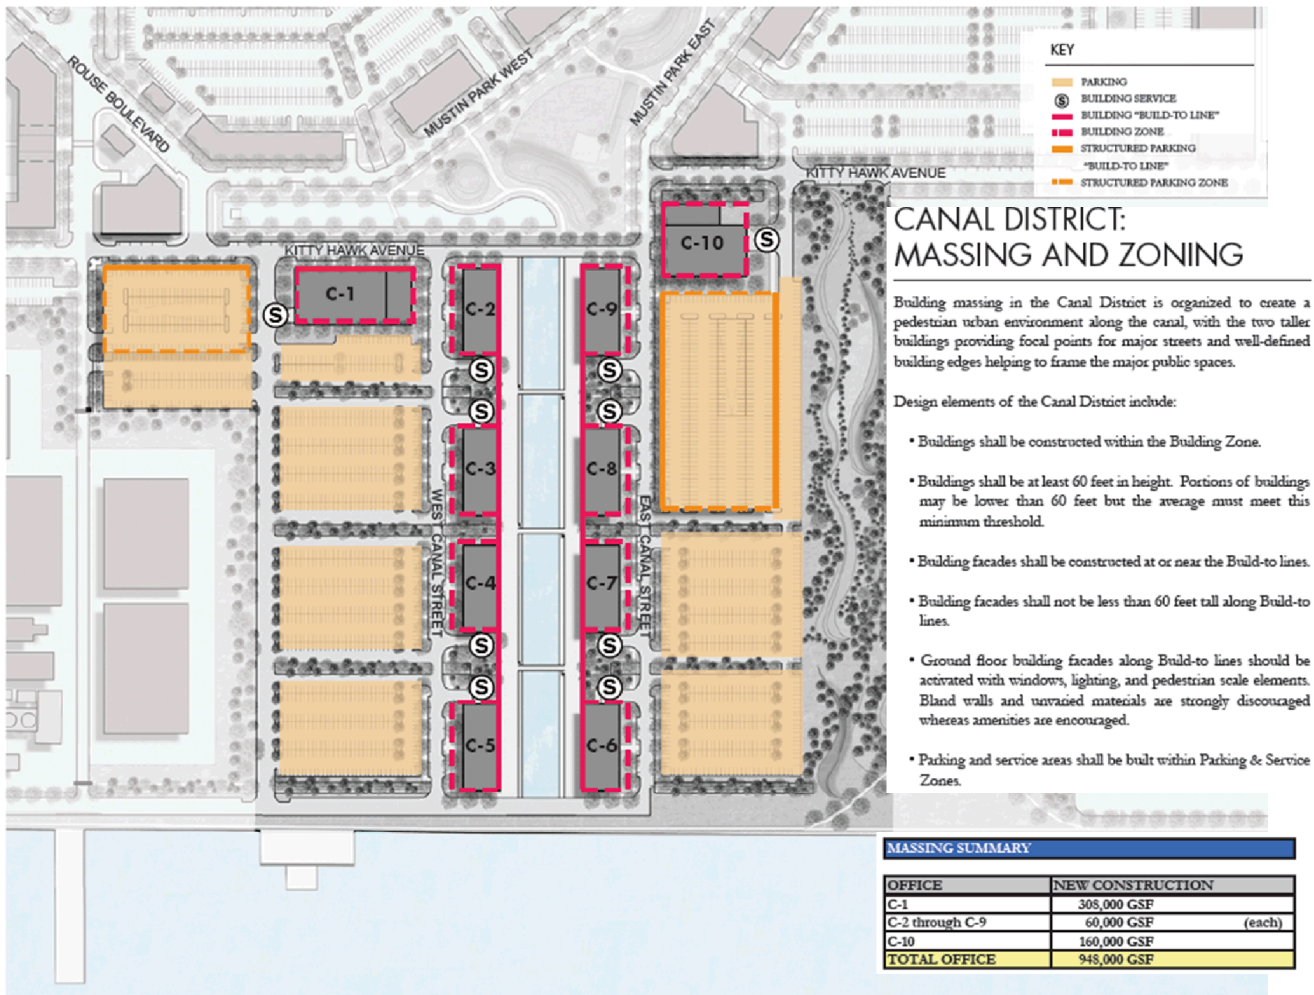 ROUSE BOULEVARD
MUSTIN PARK WEST
MUSTIN PARK EAST
KEY
PARKING
S BUILDING SERVICE
BUILDING "BUILD-TO LINE"
BUILDING ZONE
STRUCTURED PARKING
"BUILD-TO LINE"
STRUCTURED PARKING ZONE
KITTY HAWK AVENUE
KITTY HAWK AVENUE
C-10
S
C-1
S
C-2
C-9
S
S
S
S
C-3
C-8
WEST CANAL STREET
EAST CANAL STREET
C-4
C-7
S
S
S
S
C-5
C-6
CANAL DISTRICT:
MASSING AND ZONING
Building massing in the Canal District is organized to create a
pedestrian urban environment along the canal, with the two taller
buildings providing focal points for major streets and well-defined
building edges helping to frame the major public spaces.
Design elements of the Canal District include:
• Buildings shall be constructed within the Building Zone.
• Buildings shall be at least 60 feet in height. Portions of buildings
may be lower than 60 feet but the average must meet this
minimum threshold.
• Building facades shall be constructed at or near the Build-to lines.
• Building facades shall not be less than 60 feet tall along Build-to
lines.
• Ground floor building facades along Build-to lines should be
activated with windows, lighting, and pedestrian scale elements.
Bland walls and unvaried materials are strongly discouraged
whereas amenities are encouraged.
• Parking and service areas shall be built within Parking & Service
Zones.
MASSING SUMMARY
OFFICE NEW CONSTRUCTION
C-1 308,000 GSF
C-2 through C-9 60,000 GSF (each)
C-10 160,000 GSF
TOTAL OFFICE 948,000 GSF